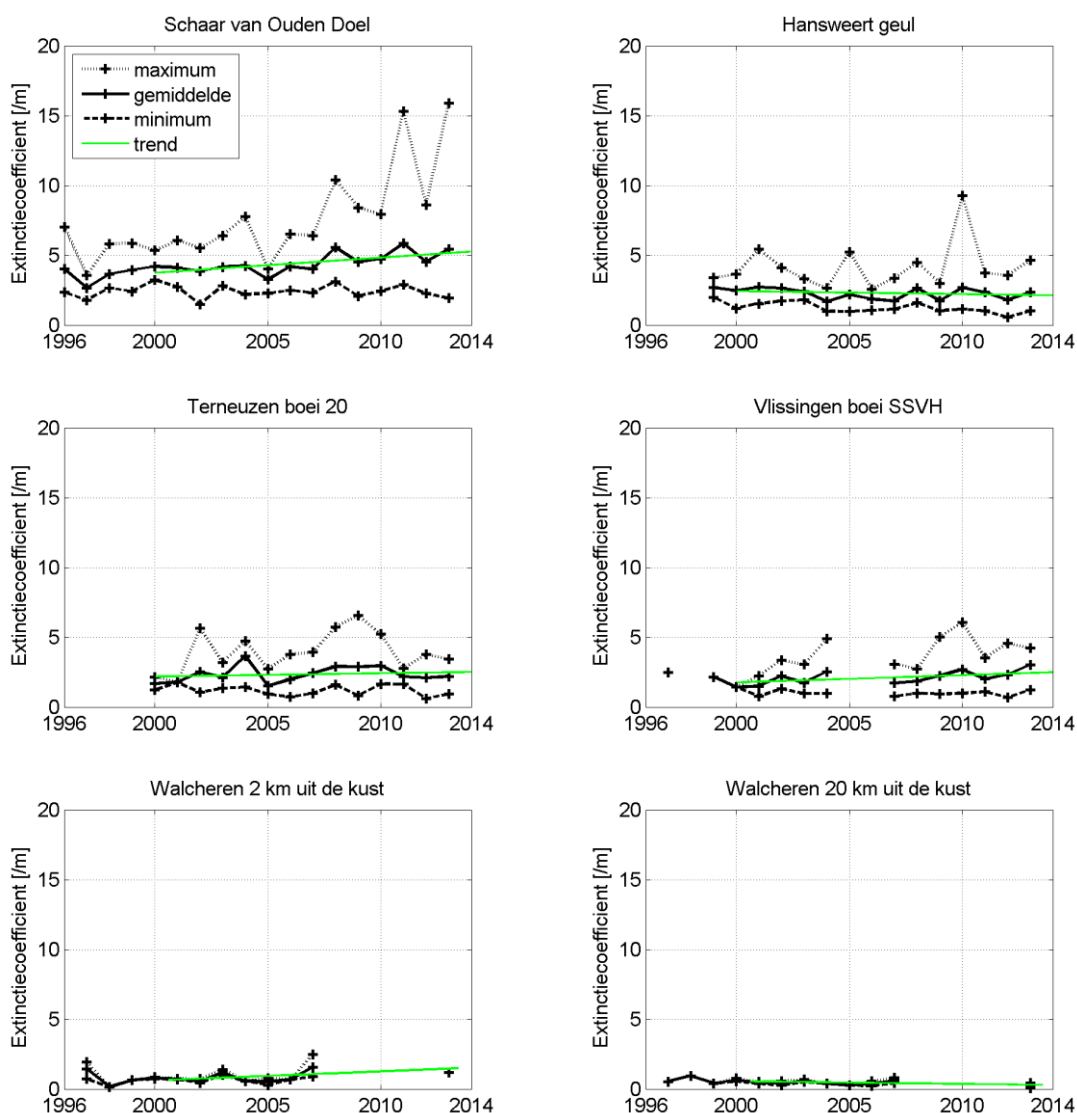 Schaar van Ouden Doel
Extinctiecoefficient [/m]
20
15
10
5
0
maximum
gemiddelde
minimum
trend
1996 2000 2005 2010 2014
Hansweert geul
Extinctiecoefficient [/m]
20
15
10
5
0
1996 2000 2005 2010 2014
Terneuzen boei 20
Extinctiecoefficient [/m]
20
15
10
5
0
1996 2000 2005 2010 2014
Vlissingen boei SSVH
Extinctiecoefficient [/m]
20
15
10
5
0
1996 2000 2005 2010 2014
Walcheren 2 km uit de kust
Extinctiecoefficient [/m]
20
15
10
5
0
1996 2000 2005 2010 2014
Walcheren 20 km uit de kust
Extinctiecoefficient [/m]
20
15
10
5
0
1996 2000 2005 2010 2014